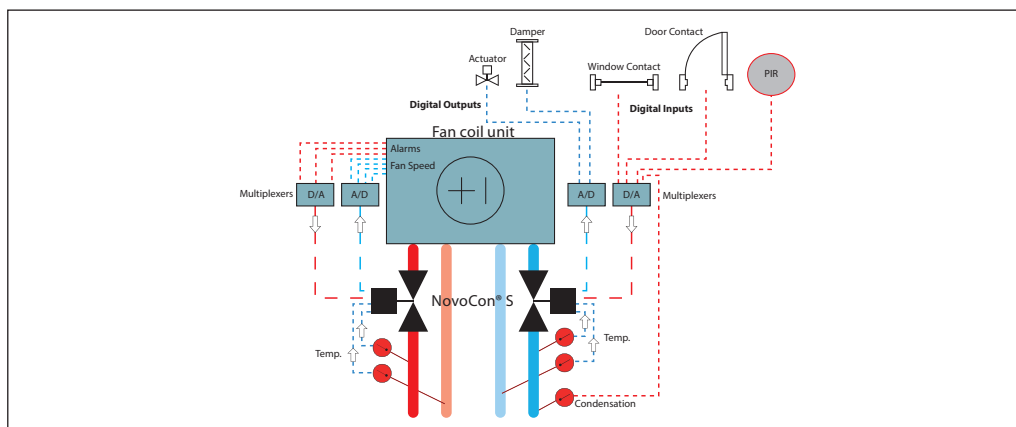 Damper
Door Contact
Actuator
Window Contact
PIR
Digital Outputs
Digital Inputs
Fan coil unit
Alarms
Fan Speed
Multiplexers
D/A
A/D
A/D
D/A
Multiplexers
NovoCon® S
Temp.
Temp.
Condensation